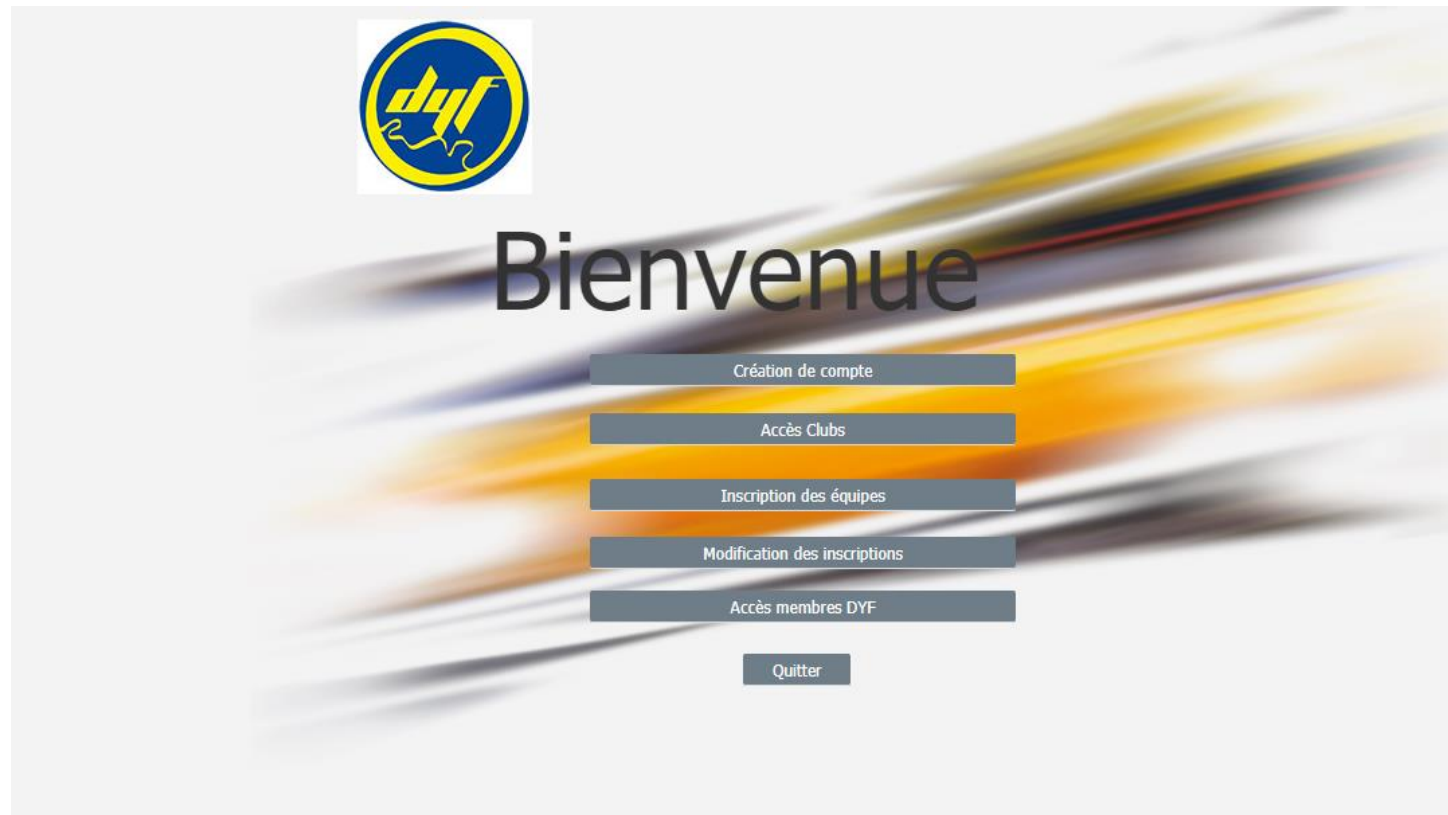 dyf
Bienvenue
Création de compte
Accès Clubs
Inscription des équipes
Modification des inscriptions
Accès membres DYF
Quitter